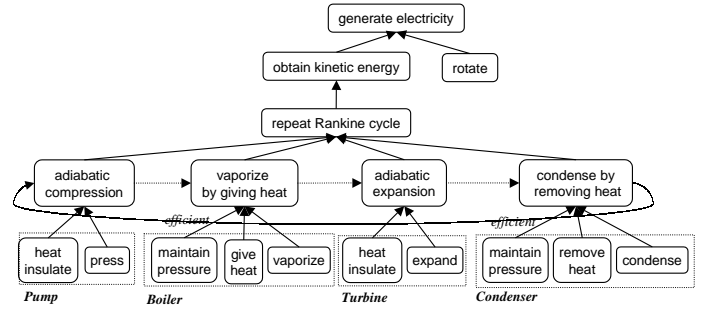 generate electricity
obtain kinetic energy
rotate
repeat Rankine cycle
adiabatic
compression
vaporize
by giving heat
adiabatic
expansion
condense by
removing heat
efficient
efficient
heat
insulate
press
maintain
pressure
give
heat
vaporize
heat
insulate
expand
maintain
pressure
remove
heat
condense
Pump
Boiler
Turbine
Condenser